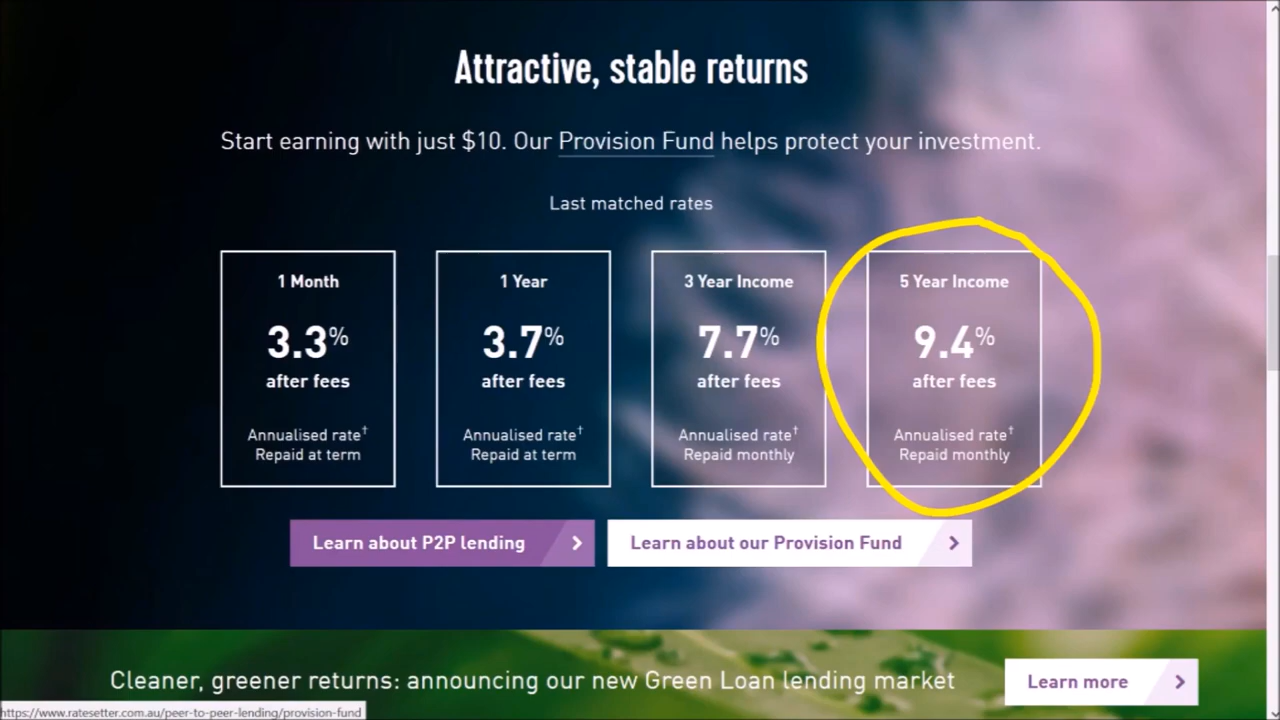 Attractive, stable returns
Start earning with just $10. Our Provision Fund helps protect your investment.
Last matched rates
1 Month
3.3%
after fees
Annualised rate†
Repaid at term
1 Year
3.7%
after fees
Annualised rate†
Repaid at term
3 Year Income
7.7%
after fees
Annualised rate†
Repaid monthly
5 Year Income
9.4%
after fees
Annualised rate†
Repaid monthly
Learn about P2P lending
Learn about our Provision Fund
Cleaner, greener returns: announcing our new Green Loan lending market
Learn more
https://www.ratesetter.com.au/peer-to-peer-lending/provision-fund